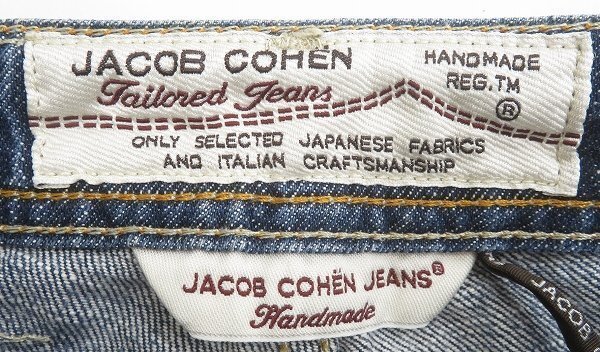 JACOB COHËN
HANDMADE
REG.TM
Tailored Jeans
®
ONLY SELECTED JAPANESE FABRICS
AND ITALIAN CRAFTSMANSHIP
JACOB COHËN JEANS®
Handmade
JACOB